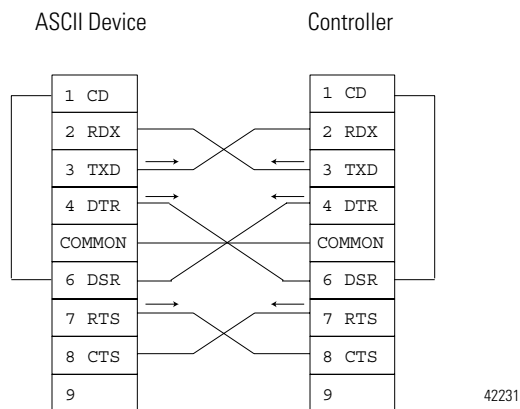 ASCII Device
Controller
1 CD
2 RDX
3 TXD
4 DTR
COMMON
6 DSR
7 RTS
8 CTS
9
1 CD
2 RDX
3 TXD
4 DTR
COMMON
6 DSR
7 RTS
8 CTS
9
42231